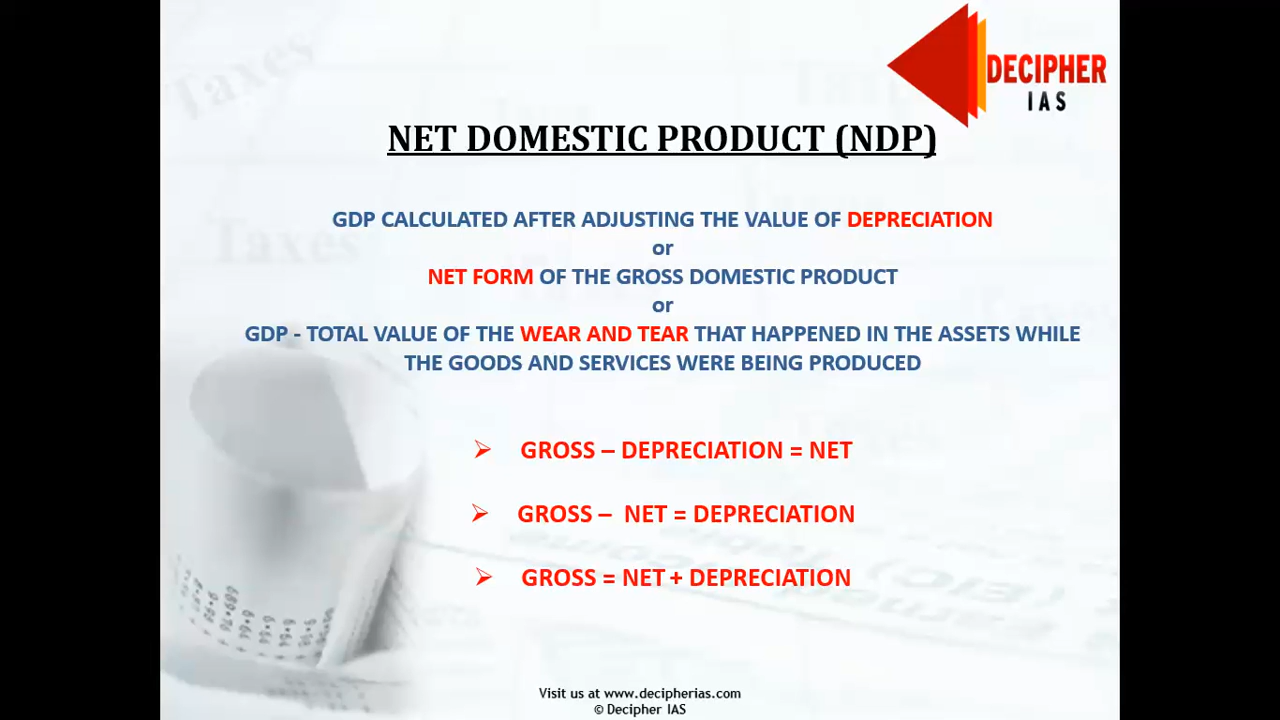 DECIPHER
IAS
NET DOMESTIC PRODUCT (NDP)
GDP CALCULATED AFTER ADJUSTING THE VALUE OF DEPRECIATION
or
NET FORM OF THE GROSS DOMESTIC PRODUCT
or
GDP - TOTAL VALUE OF THE WEAR AND TEAR THAT HAPPENED IN THE ASSETS WHILE
THE GOODS AND SERVICES WERE BEING PRODUCED
➢ GROSS – DEPRECIATION = NET
➢ GROSS – NET = DEPRECIATION
➢ GROSS = NET + DEPRECIATION
Taxes
Taxes
Visit us at www.decipherias.com
© Decipher IAS